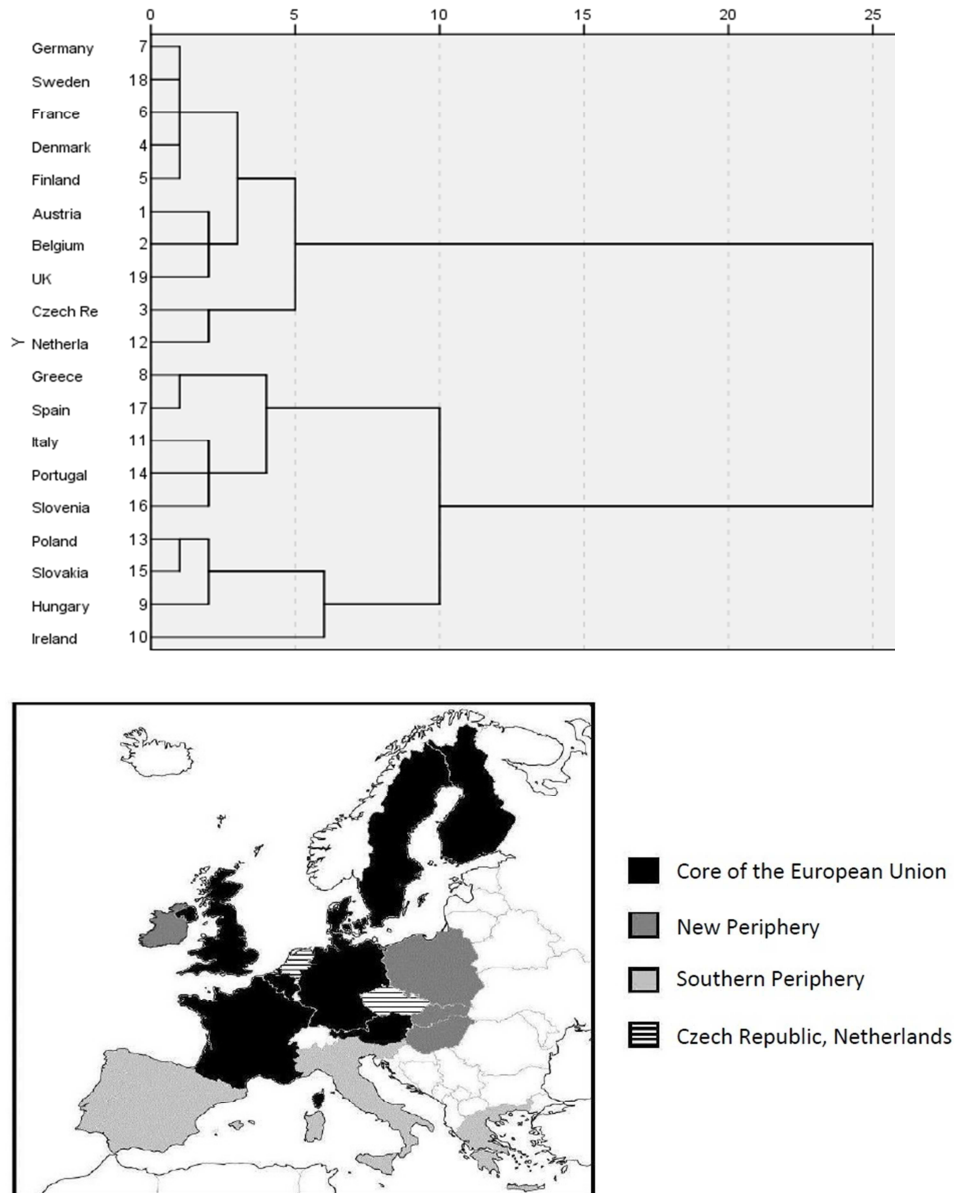 0 5 10 15 20 25
Germany 7
Sweden 18
France 6
Denmark 4
Finland 5
Austria 1
Belgium 2
UK 19
Czech Re 3
Y Netherla 12
Greece 8
Spain 17
Italy 11
Portugal 14
Slovenia 16
Poland 13
Slovakia 15
Hungary 9
Ireland 10
Core of the European Union
New Periphery
Southern Periphery
Czech Republic, Netherlands